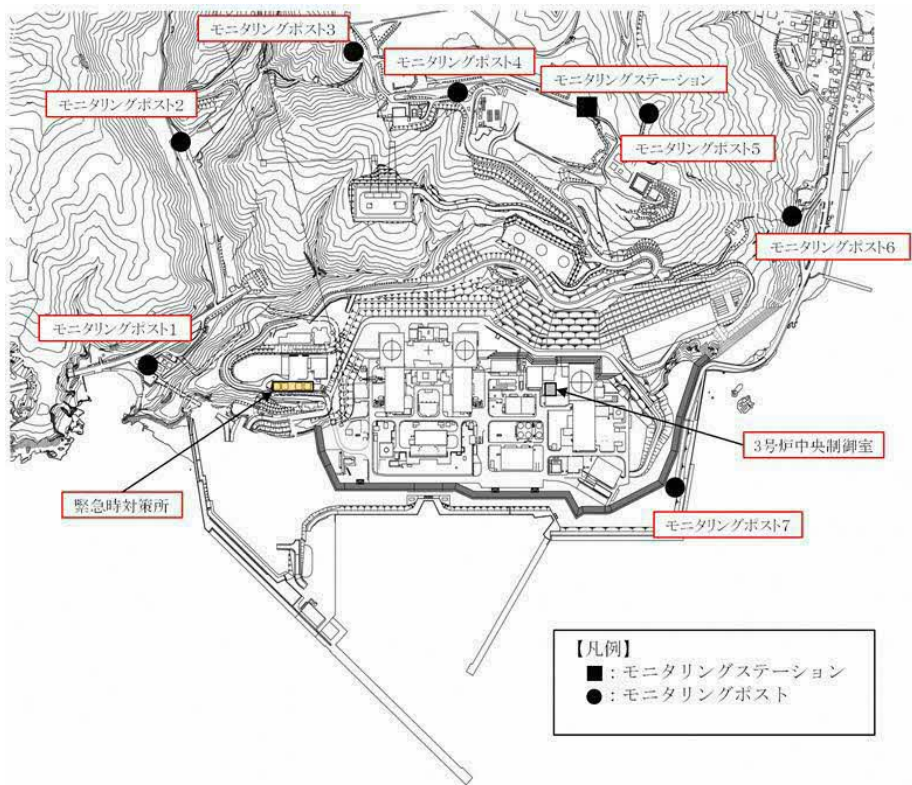 モニタリングポスト3
モニタリングポスト4
モニタリングステーション
モニタリングポスト2
モニタリングポスト5
モニタリングポスト6
モニタリングポスト1
3号炉中央制御室
緊急時対策所
モニタリングポスト7
【凡例】
■:モニタリングステーション
●:モニタリングポスト